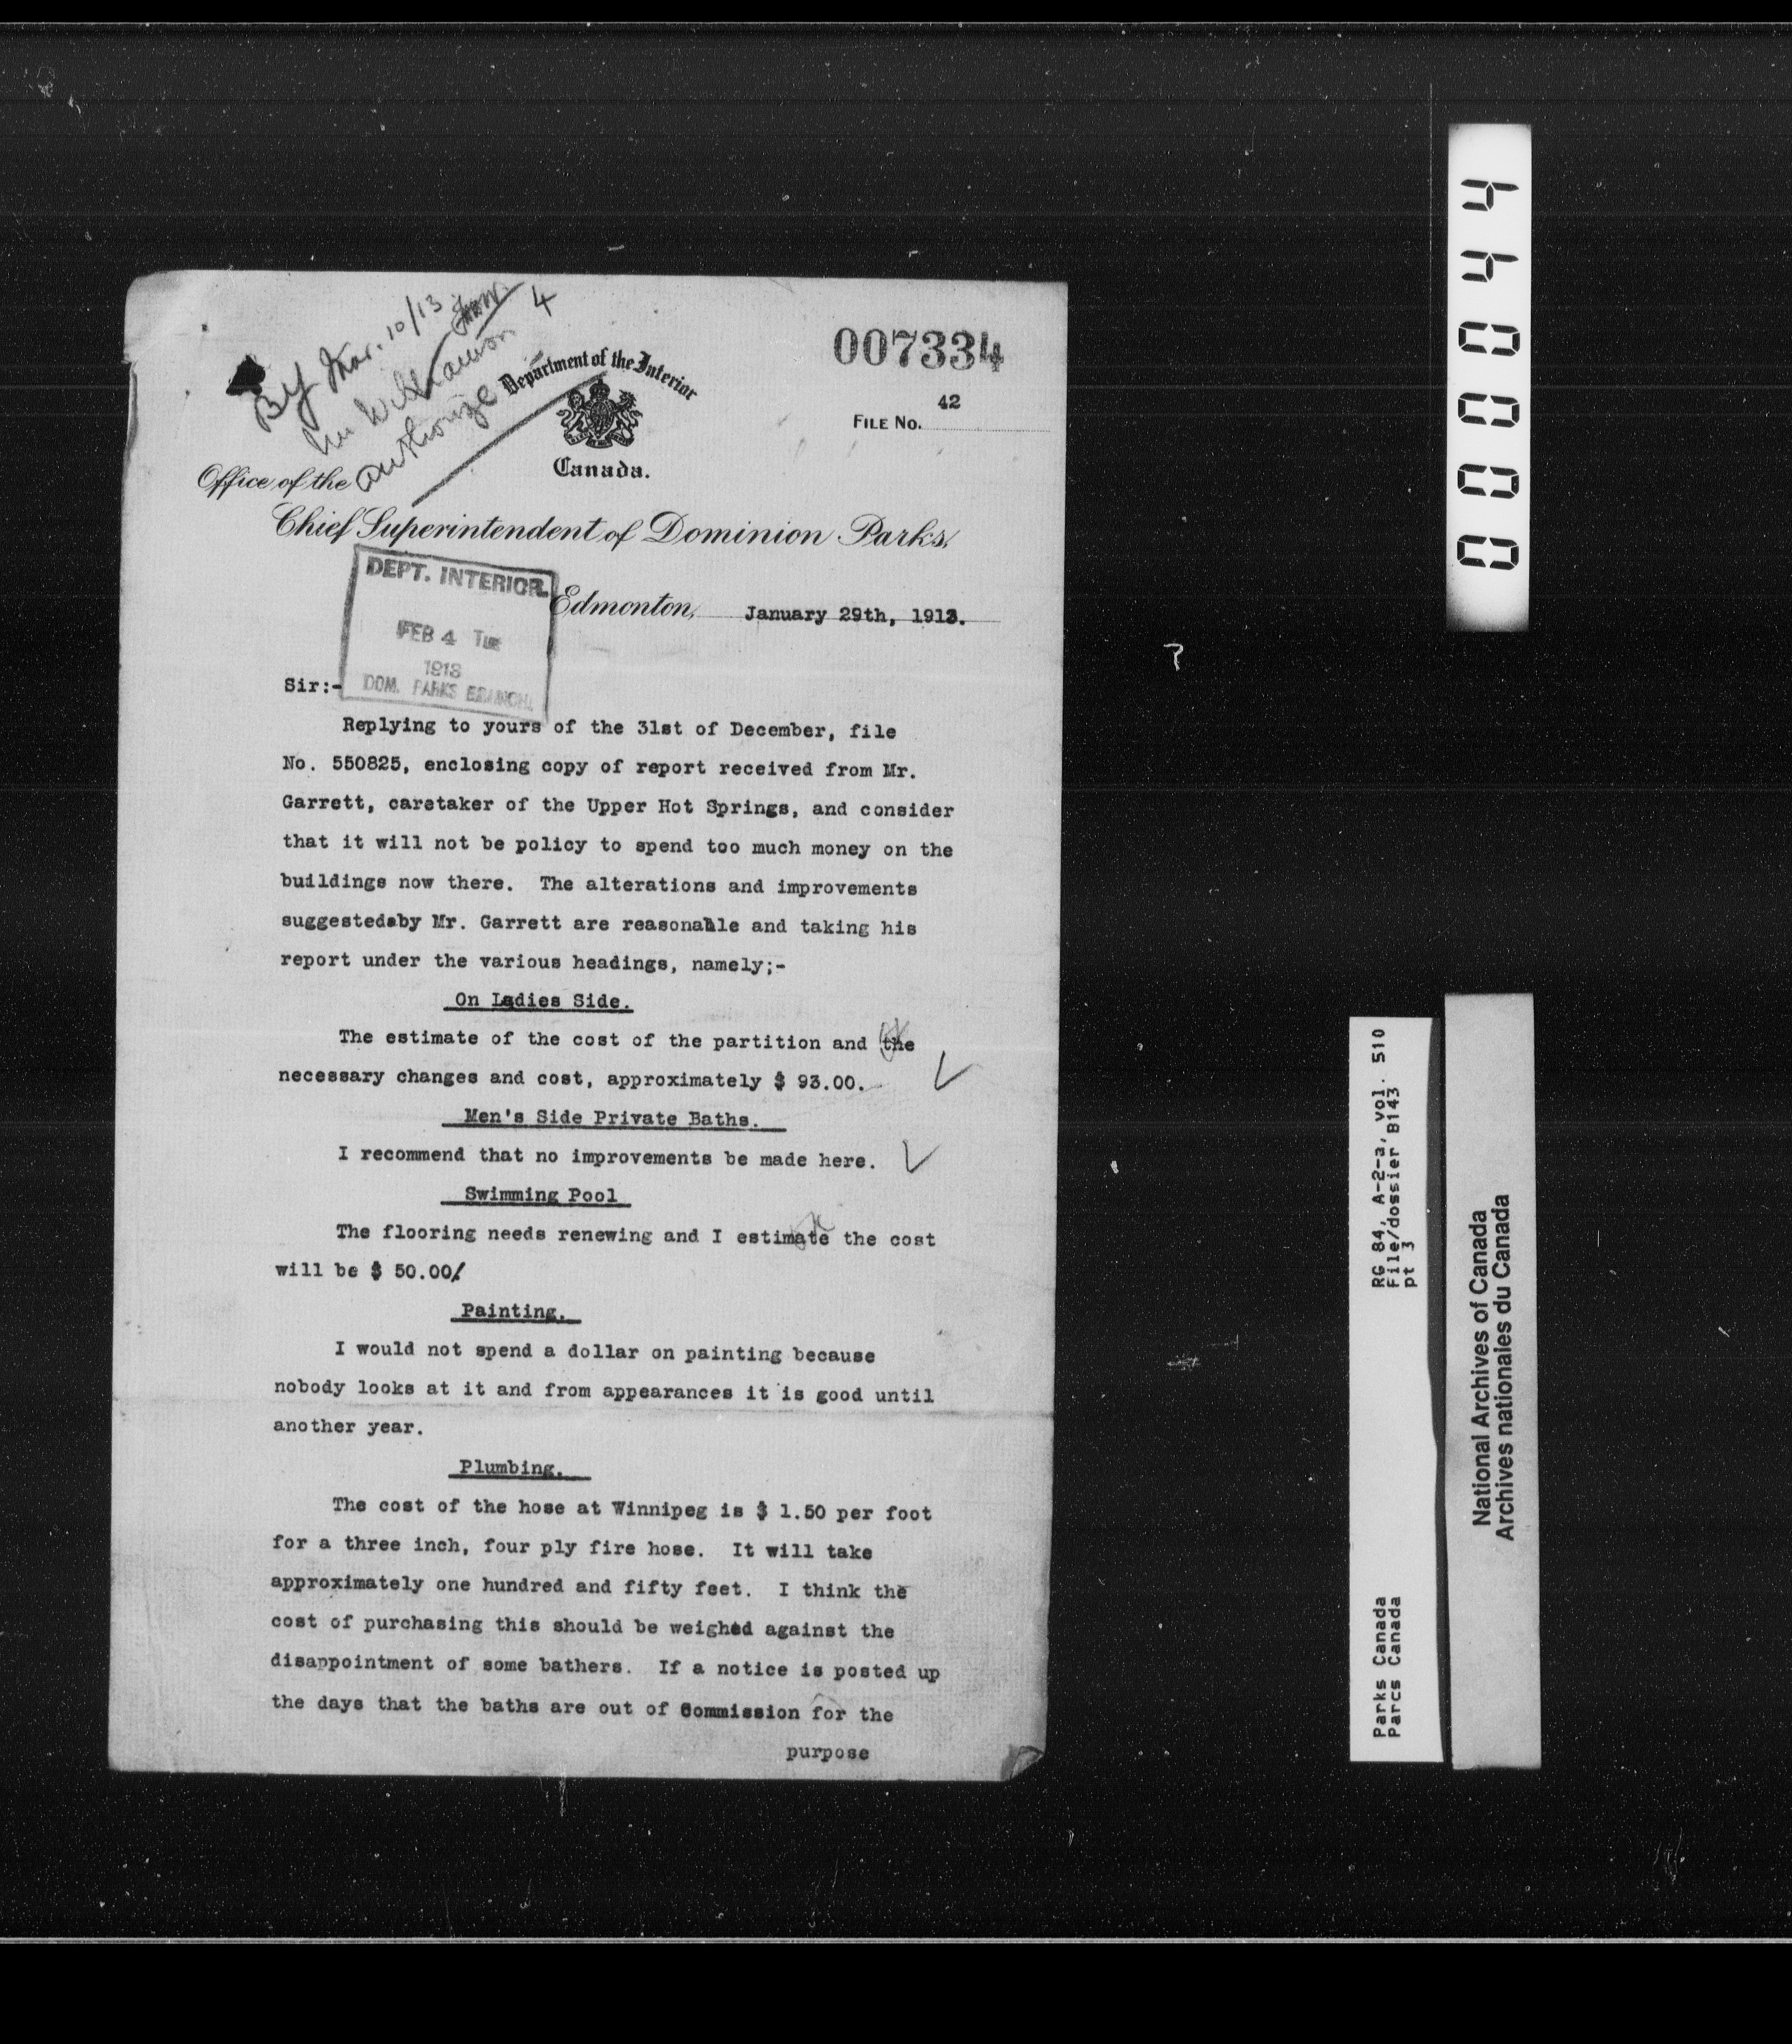 By Mar. 10/13
4
authorize
007334
Department of the Interior
Canada.
42
FILE No.
Office of the
Chief Superintendent of Dominion Parks,
DEPT. INTERIOR.
FEB 4 Tue
1913
DOM. PARKS BRANCH.
Edmonton, January 29th, 1913.
Sir:-
Replying to yours of the 31st of December, file
No. 550825, enclosing copy of report received from Mr.
Garrett, caretaker of the Upper Hot Springs, and consider
that it will not be policy to spend too much money on the
buildings now there. The alterations and improvements
suggestedsby Mr. Garrett are reasonable and taking his
report under the various headings, namely;-
On Ladies Side.
The estimate of the cost of the partition and the
necessary changes and cost, approximately $ 93.00.
Men's Side Private Baths.
I recommend that no improvements be made here.
Swimming Pool
The flooring needs renewing and I estimate the cost
will be $ 50.00/.
Painting.
I would not spend a dollar on painting because
nobody looks at it and from appearances it is good until
another year.
Plumbing.
The cost of the hose at Winnipeg is $ 1.50 per foot
for a three inch, four ply fire hose. It will take
approximately one hundred and fifty feet. I think the
cost of purchasing this should be weighed against the
disappointment of some bathers. If a notice is posted up
the days that the baths are out of Commission for the
purpose
000044
RG 84, A-2-a, vol. 510
File/dossier B143
pt 3
Parks Canada
Parcs Canada
National Archives of Canada
Archives nationales du Canada